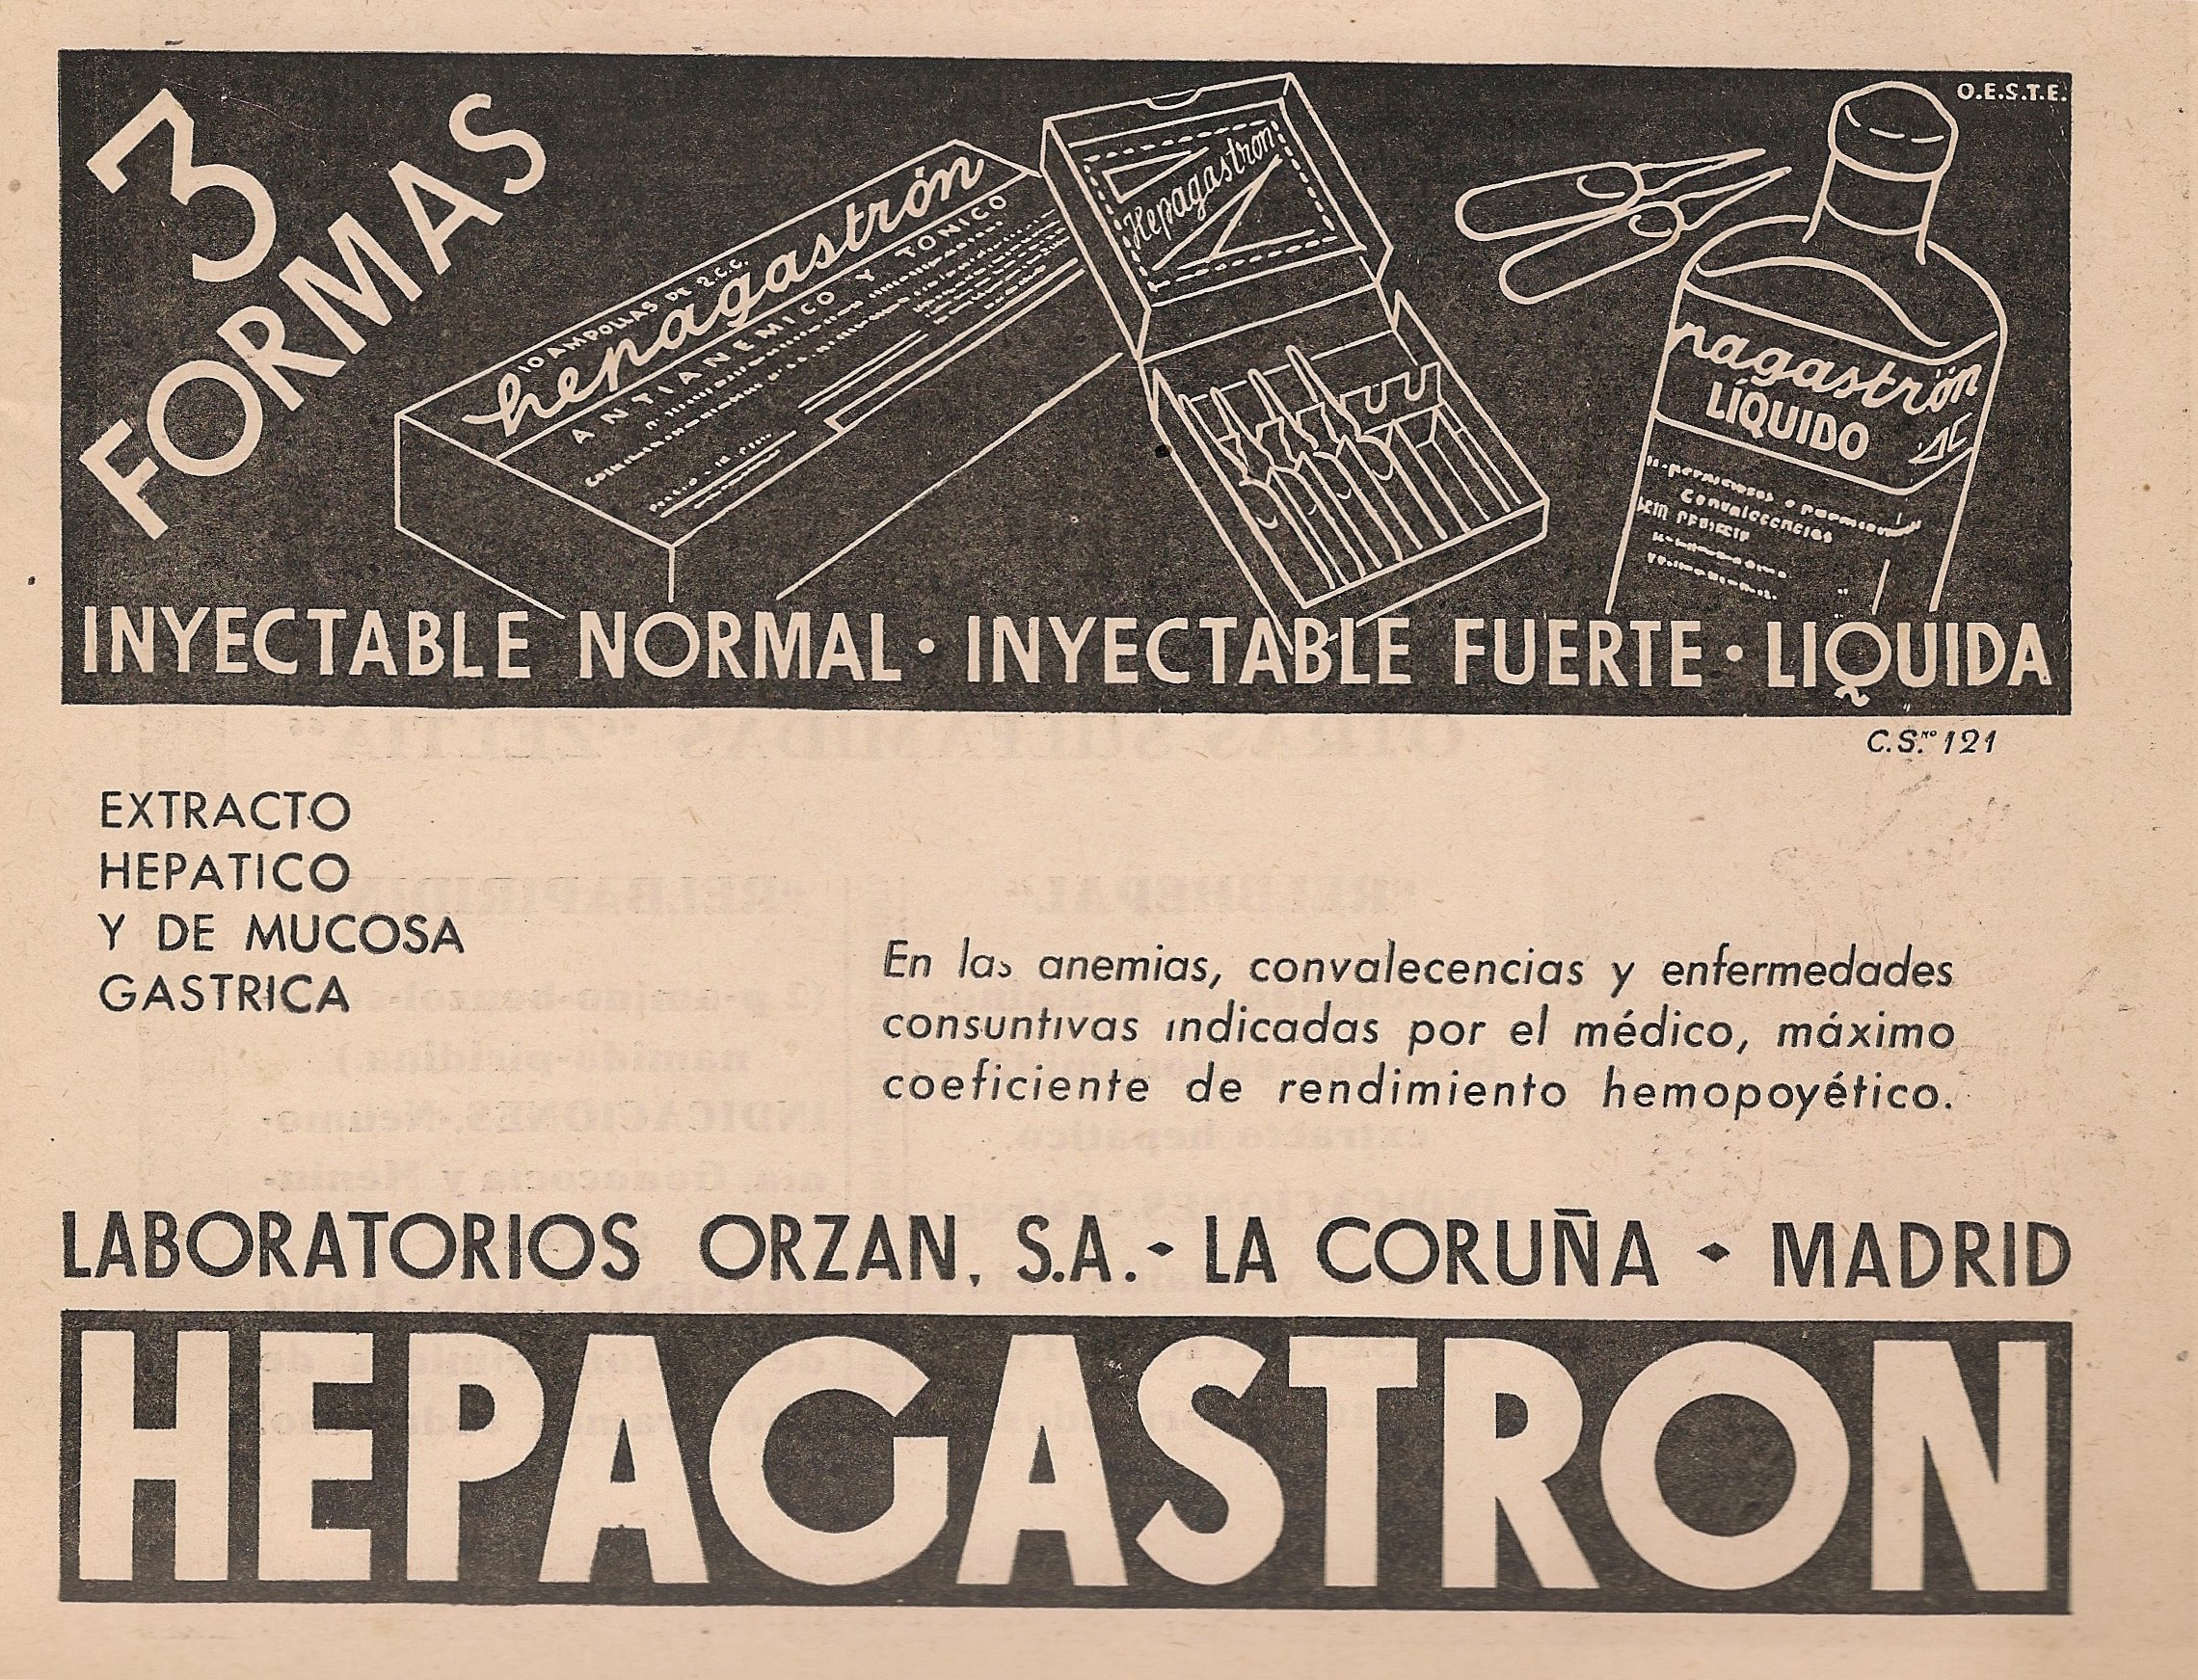 3
FORMAS
O.E.S.T.E.
10 AMPOLLAS DE 2.C.C.
hepagastrón
ANTIANEMICO Y TONICO
Hepagastron
pagastrón
LÍQUIDO
Convalecencias
INYECTABLE NORMAL · INYECTABLE FUERTE · LIQUIDA
C.S. Nº 121
EXTRACTO
HEPATICO
Y DE MUCOSA
GASTRICA
En las anemias, convalecencias y enfermedades
consuntivas indicadas por el médico, máximo
coeficiente de rendimiento hemopoyético.
LABORATORIOS ORZAN, S.A. - LA CORUÑA - MADRID
HEPAGASTRON